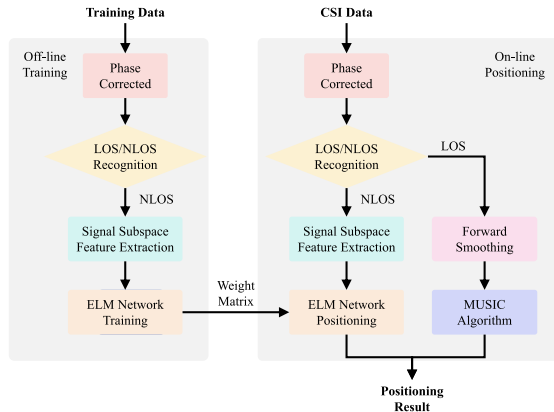 Training Data
CSI Data
Off-line
Training
On-line
Positioning
Phase
Corrected
Phase
Corrected
LOS/NLOS
Recognition
LOS/NLOS
Recognition
LOS
NLOS
NLOS
Signal Subspace
Feature Extraction
Signal Subspace
Feature Extraction
Forward
Smoothing
Weight
Matrix
ELM Network
Training
ELM Network
Positioning
MUSIC
Algorithm
Positioning
Result